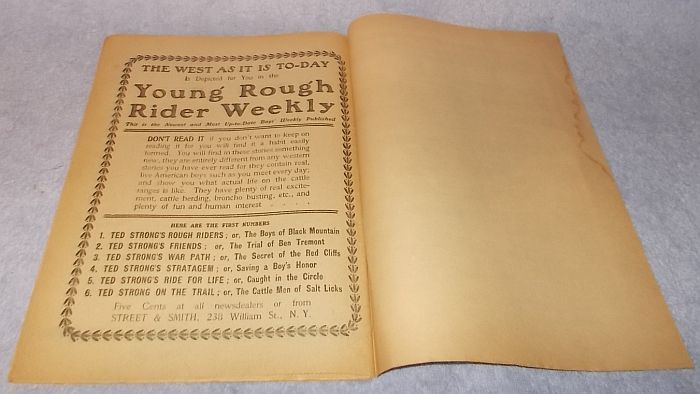 THE WEST AS IT IS TO-DAY
Is Depicted for You in the
Young Rough
Rider Weekly
This is the Newest and Most Up-to-Date Boys' Weekly Published
DON'T READ IT if you don't want to keep on
reading it for you will find it a habit easily
formed. You will find in these stories something
new, they are entirely different from any western
stories you have ever read for they contain real,
live American boys such as you meet every day;
and show you what actual life on the cattle
ranges is like. They have plenty of real excite-
ment, cattle herding, broncho busting, etc., and
plenty of fun and human interest . . . .
HERE ARE THE FIRST NUMBERS
1. TED STRONG'S ROUGH RIDERS; or, The Boys of Black Mountain
2. TED STRONG'S FRIENDS; or, The Trial of Ben Tremont
3. TED STRONG'S WAR PATH; or, The Secret of the Red Cliffs
4. TED STRONG'S STRATAGEM; or, Saving a Boy's Honor
5. TED STRONG'S RIDE FOR LIFE; or, Caught in the Circle
6. TED STRONG ON THE TRAIL; or, The Cattle Men of Salt Licks
Five Cents at all newsdealers or from
STREET & SMITH, 238 William St., N. Y.